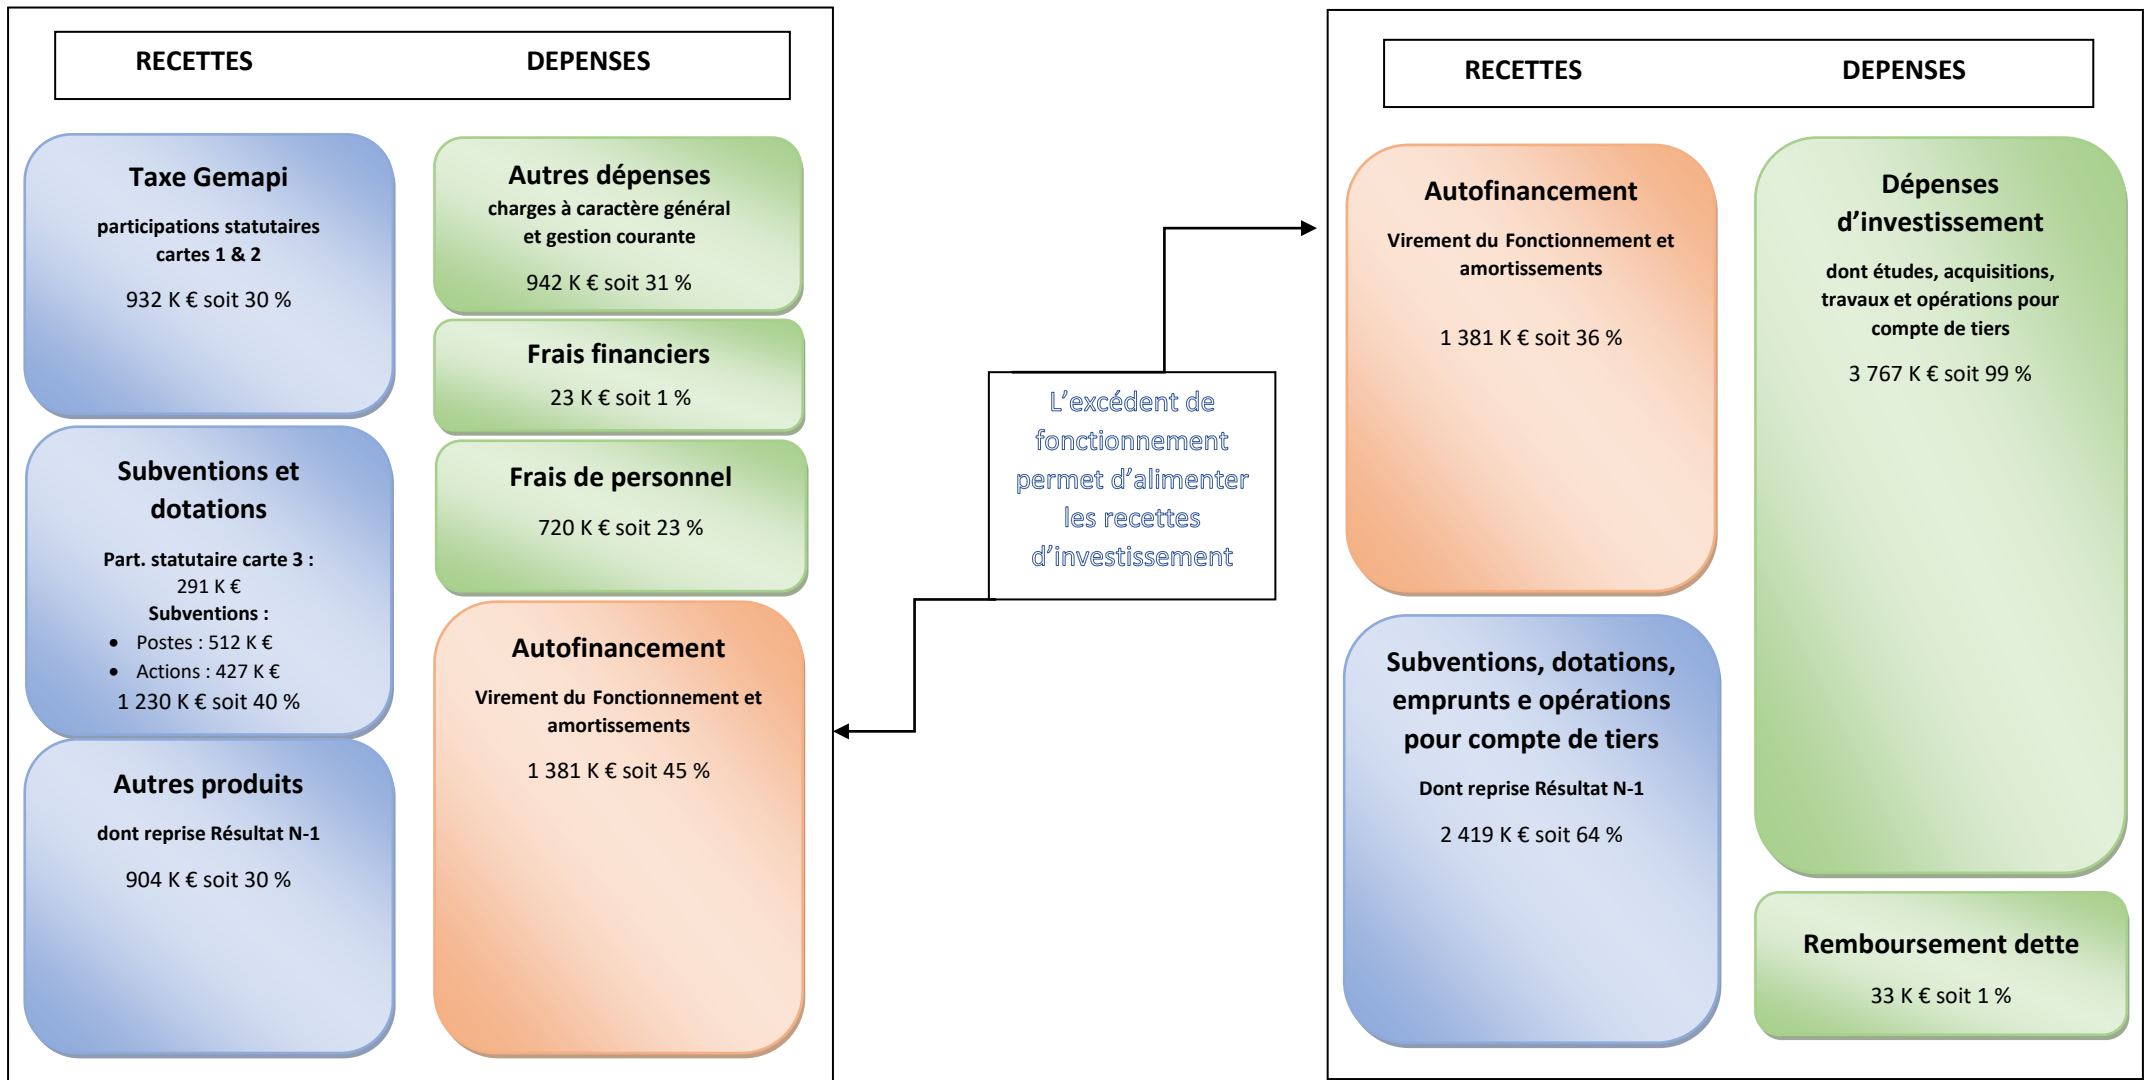 RECETTES DEPENSES
Taxe Gemapi
participations statutaires
cartes 1 & 2
932 K € soit 30 %
Subventions et
dotations
Part. statutaire carte 3 :
291 K €
Subventions :
• Postes : 512 K €
• Actions : 427 K €
1 230 K € soit 40 %
Autres produits
dont reprise Résultat N-1
904 K € soit 30 %
Autres dépenses
charges à caractère général
et gestion courante
942 K € soit 31 %
Frais financiers
23 K € soit 1 %
Frais de personnel
720 K € soit 23 %
Autofinancement
Virement du Fonctionnement et
amortissements
1 381 K € soit 45 %
L’excédent de
fonctionnement
permet d’alimenter
les recettes
d’investissement
RECETTES DEPENSES
Autofinancement
Virement du Fonctionnement et
amortissements
1 381 K € soit 36 %
Subventions, dotations,
emprunts e opérations
pour compte de tiers
Dont reprise Résultat N-1
2 419 K € soit 64 %
Dépenses
d’investissement
dont études, acquisitions,
travaux et opérations pour
compte de tiers
3 767 K € soit 99 %
Remboursement dette
33 K € soit 1 %